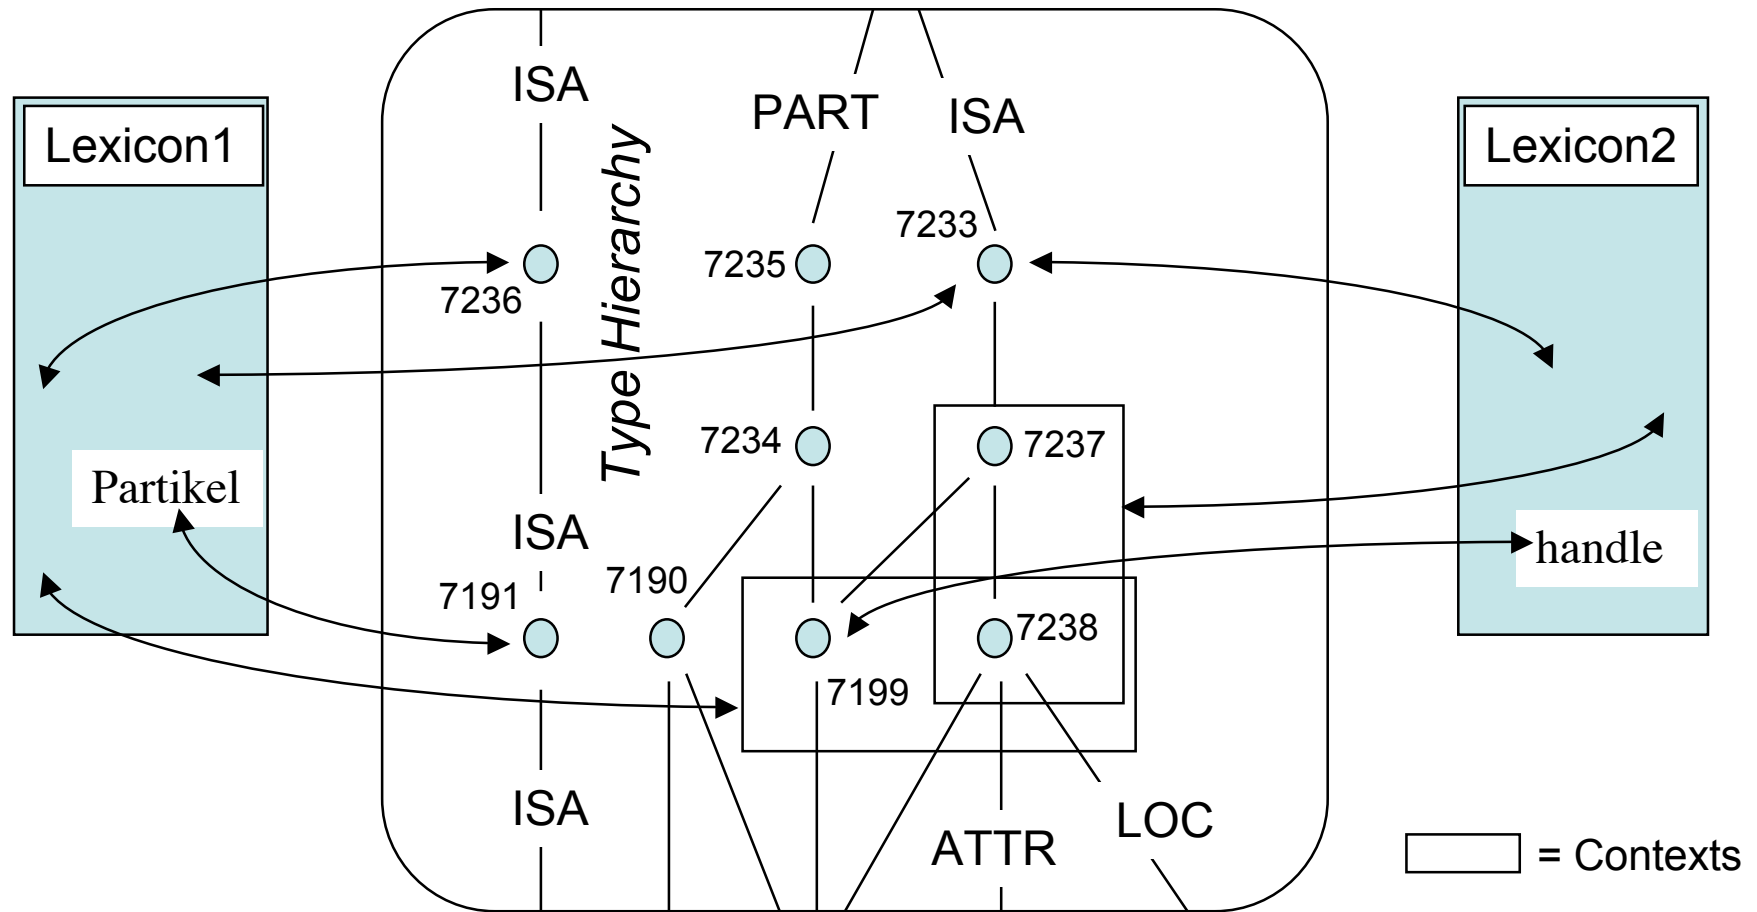 ISA
PART
ISA
Lexicon1
Lexicon2
Type Hierarchy
7233
7235
7236
7234
7237
Partikel
ISA
handle
7190
7191
7238
7199
ISA
LOC
ATTR
= Contexts